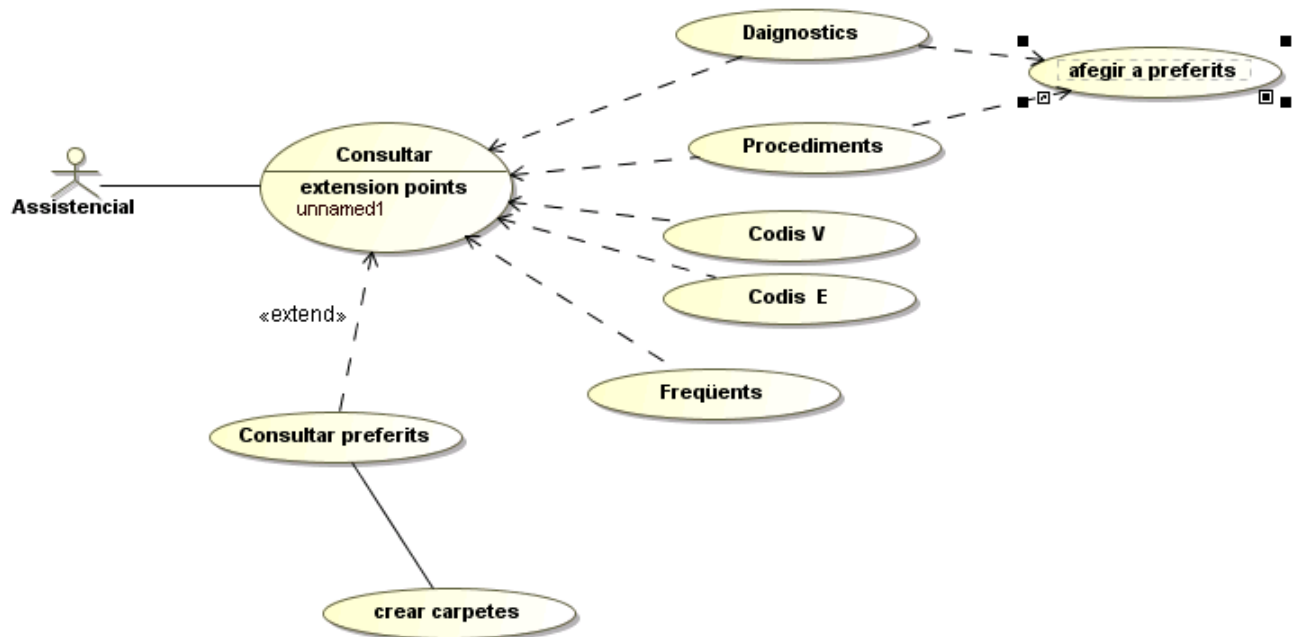 Daignostics
afegir a preferits
Procediments
Consultar
extension points
unnamed1
Assistencial
Codis V
Codis E
«extend»
Freqüents
Consultar preferits
crear carpetes